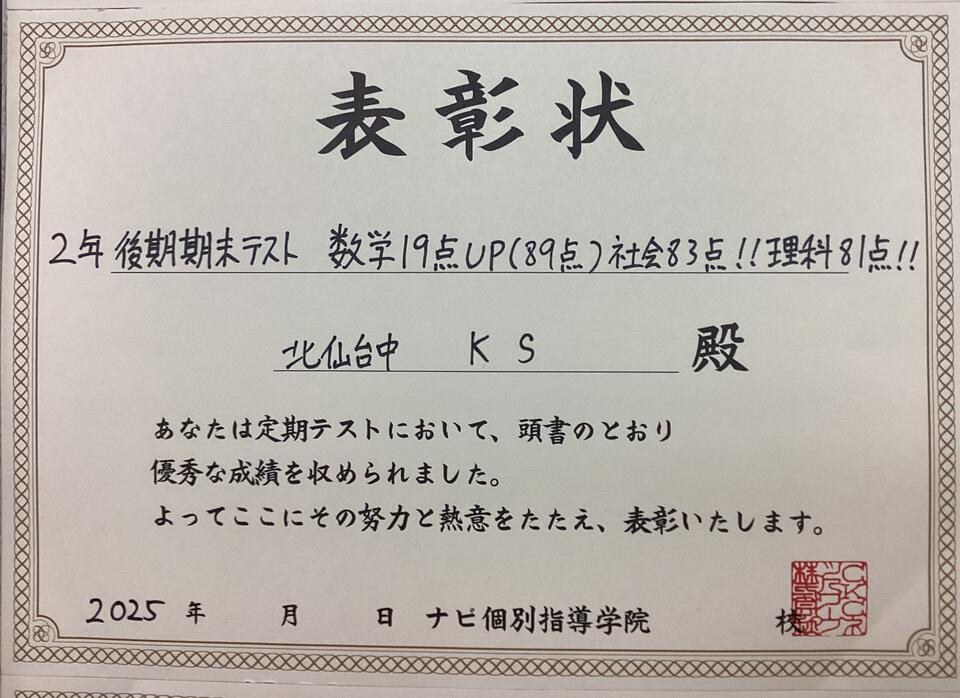 表彰状
2年 後期期末テスト 数学19点UP(89点)社会83点!!理科81点!!
北仙台中 K S 殿
あなたは定期テストにおいて、頭書のとおり
優秀な成績を収められました。
よってここにその努力と熱意をたたえ、表彰いたします。
2025 年 月 日 ナビ個別指導学院 校